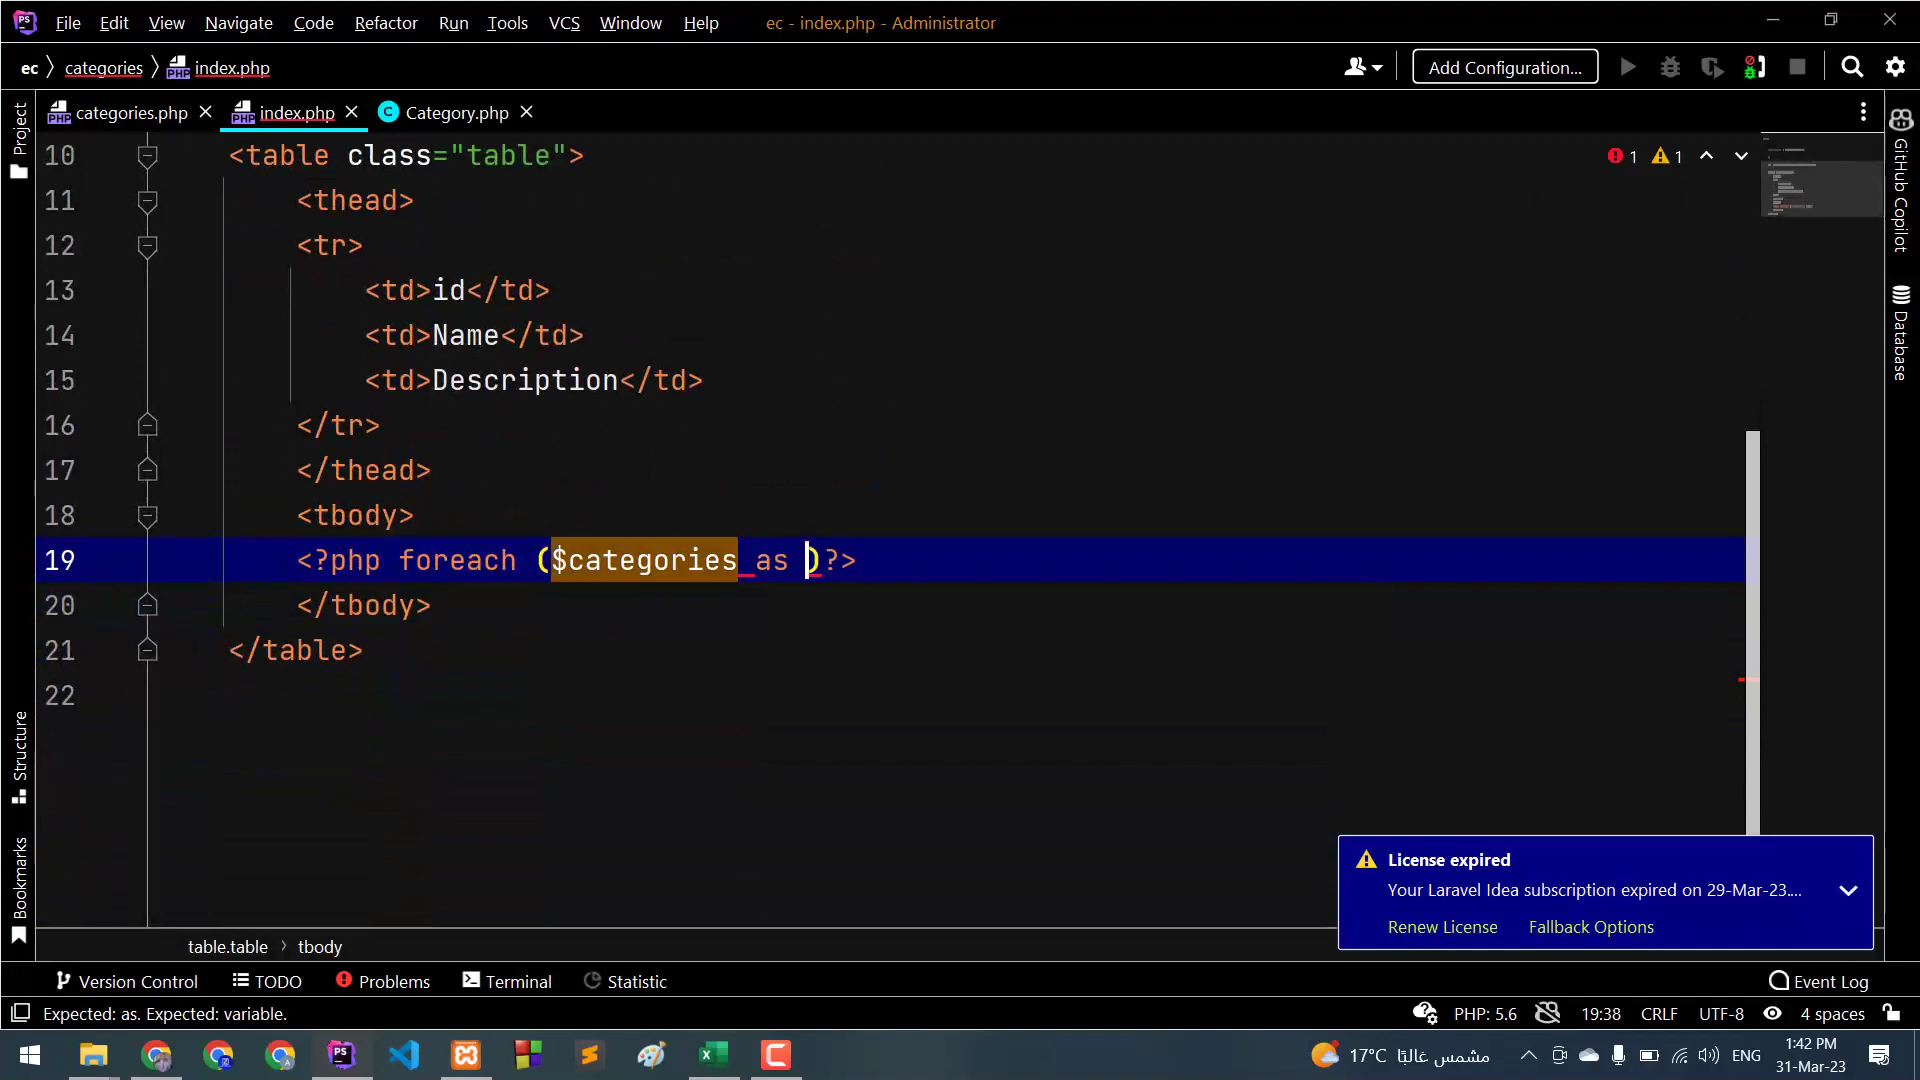 PS File Edit View Navigate Code Refactor Run Tools VCS Window Help ec - index.php - Administrator
ec categories index.php Add Configuration...
categories.php index.php Category.php
10 <table class="table"> 1 1
11 <thead>
12 <tr>
13 <td>id</td>
14 <td>Name</td>
15 <td>Description</td>
16 </tr>
17 </thead>
18 <tbody>
19 <?php foreach ($categories as )?>
20 </tbody>
21 </table>
22
Project
Structure
Bookmarks
GitHub Copilot
Database
License expired
Your Laravel Idea subscription expired on 29-Mar-23....
Renew License Fallback Options
table.table tbody
Version Control TODO Problems Terminal Statistic Event Log
Expected: as. Expected: variable. PHP: 5.6 19:38 CRLF UTF-8 4 spaces
17°C مشمس غالبًا ENG 1:42 PM
31-Mar-23